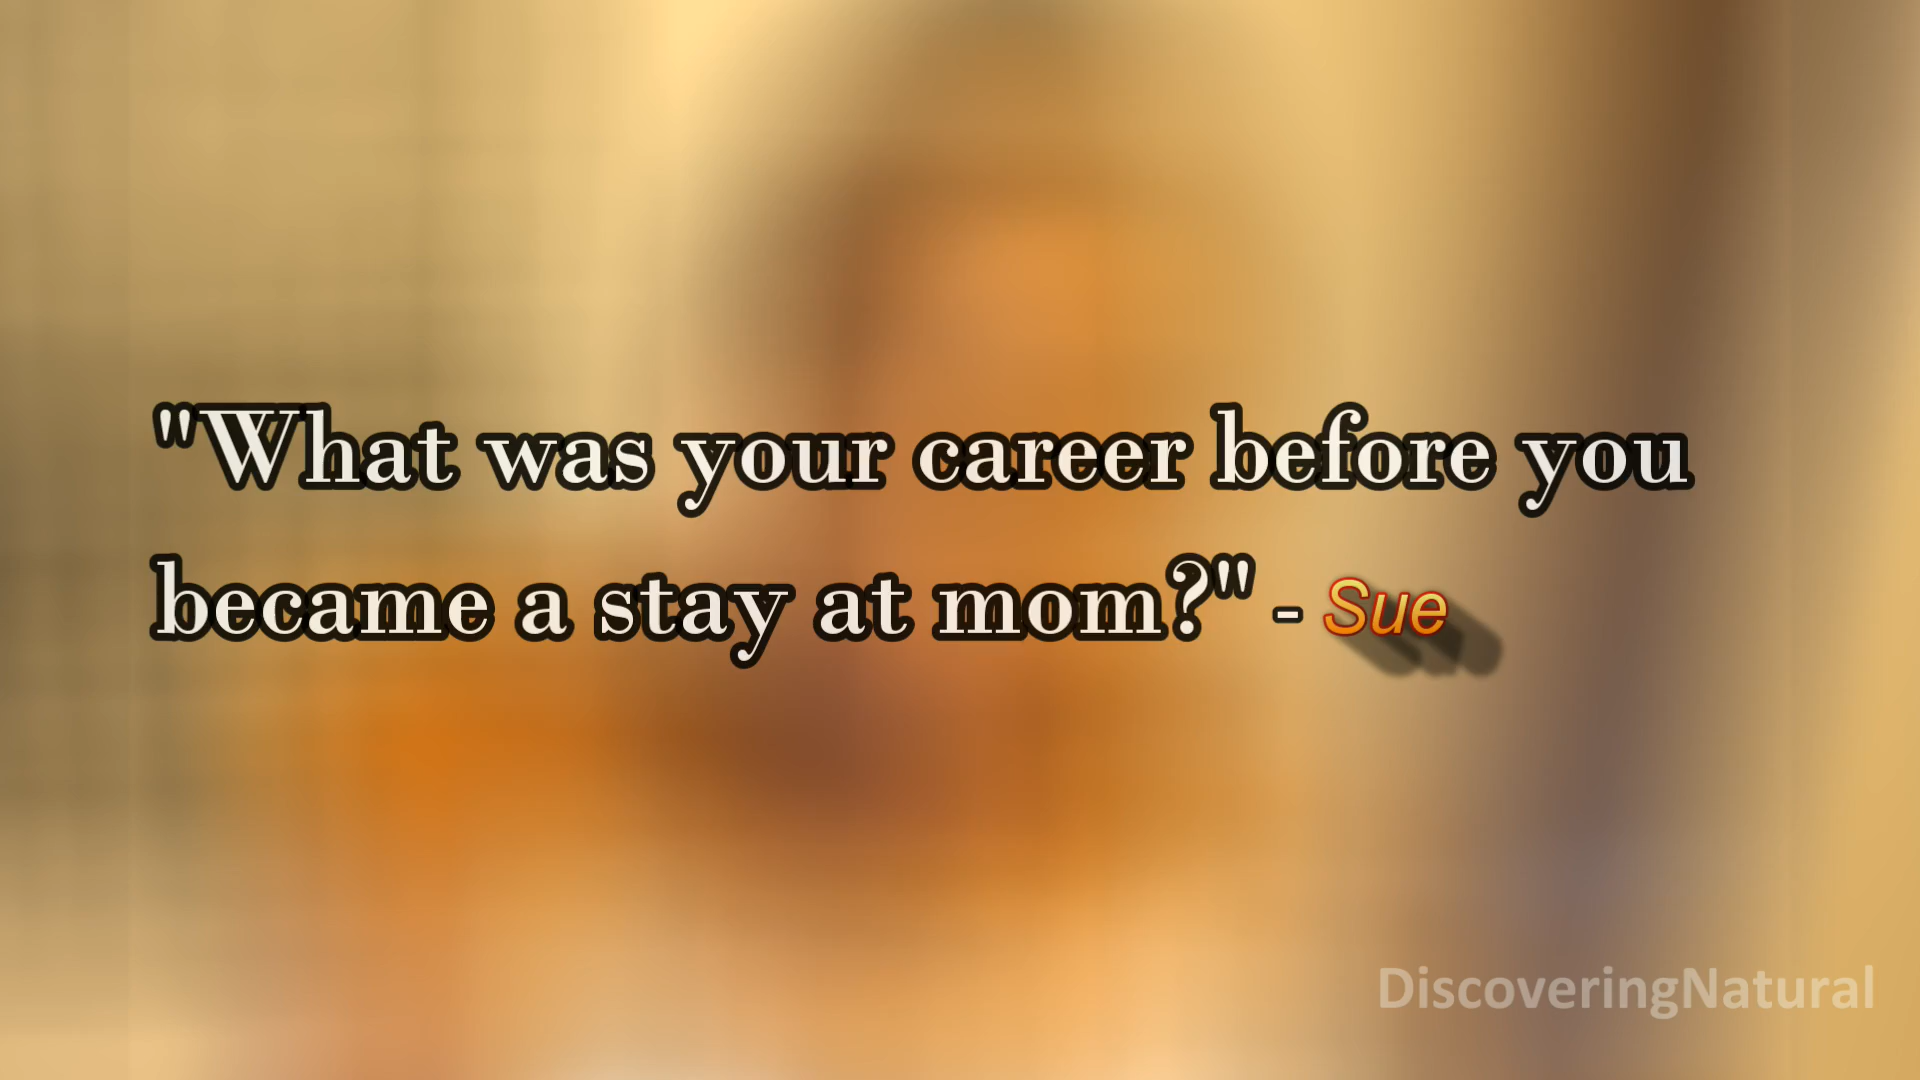 "What was your career before you
became a stay at mom?" - Sue
DiscoveringNatural